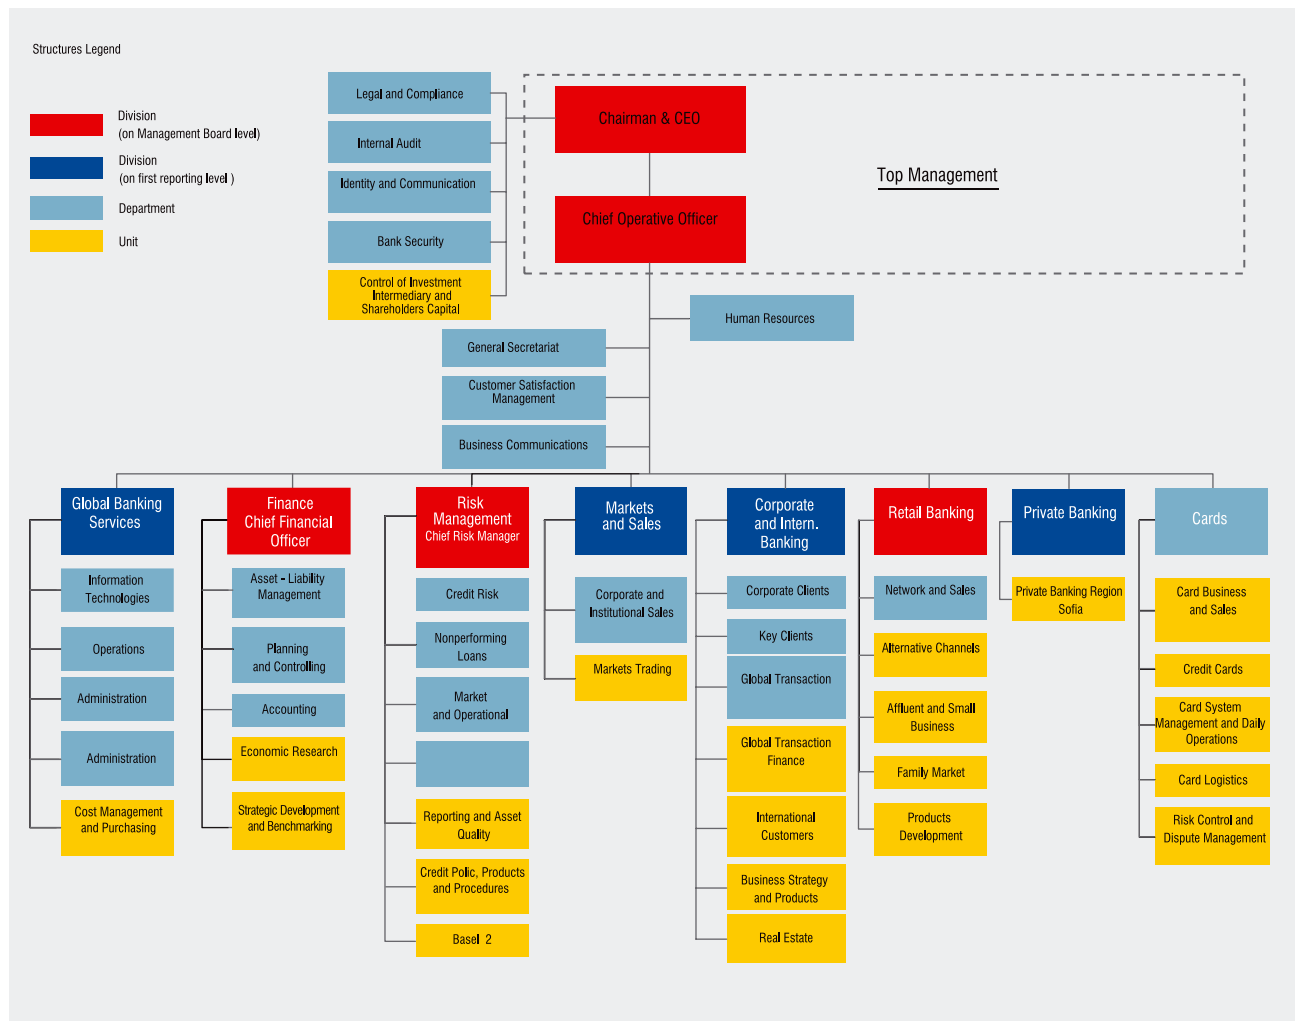 Structures Legend
Division
(on Management Board level)
Division
(on first reporting level )
Department
Unit
Legal and Compliance
Internal Audit
Identity and Communication
Bank Security
Control of Investment
Intermediary and
Shareholders Capital
Chairman & CEO
Chief Operative Officer
Top Management
Human Resources
General Secretariat
Customer Satisfaction
Management
Business Communications
Global Banking
Services
Information
Technologies
Operations
Administration
Administration
Cost Management
and Purchasing
Finance
Chief Financial
Officer
Asset - Liability
Management
Planning
and Controlling
Accounting
Economic Research
Strategic Development
and Benchmarking
Risk
Management
Chief Risk Manager
Credit Risk
Nonperforming
Loans
Market
and Operational
Reporting and Asset
Quality
Credit Polic, Products
and Procedures
Basel 2
Markets
and Sales
Corporate and
Institutional Sales
Markets Trading
Corporate
and Intern.
Banking
Corporate Clients
Key Clients
Global Transaction
Global Transaction
Finance
International
Customers
Business Strategy
and Products
Real Estate
Retail Banking
Network and Sales
Alternative Channels
Affluent and Small
Business
Family Market
Products
Development
Private Banking
Private Banking Region
Sofia
Cards
Card Business
and Sales
Credit Cards
Card System
Management and Daily
Operations
Card Logistics
Risk Control and
Dispute Management